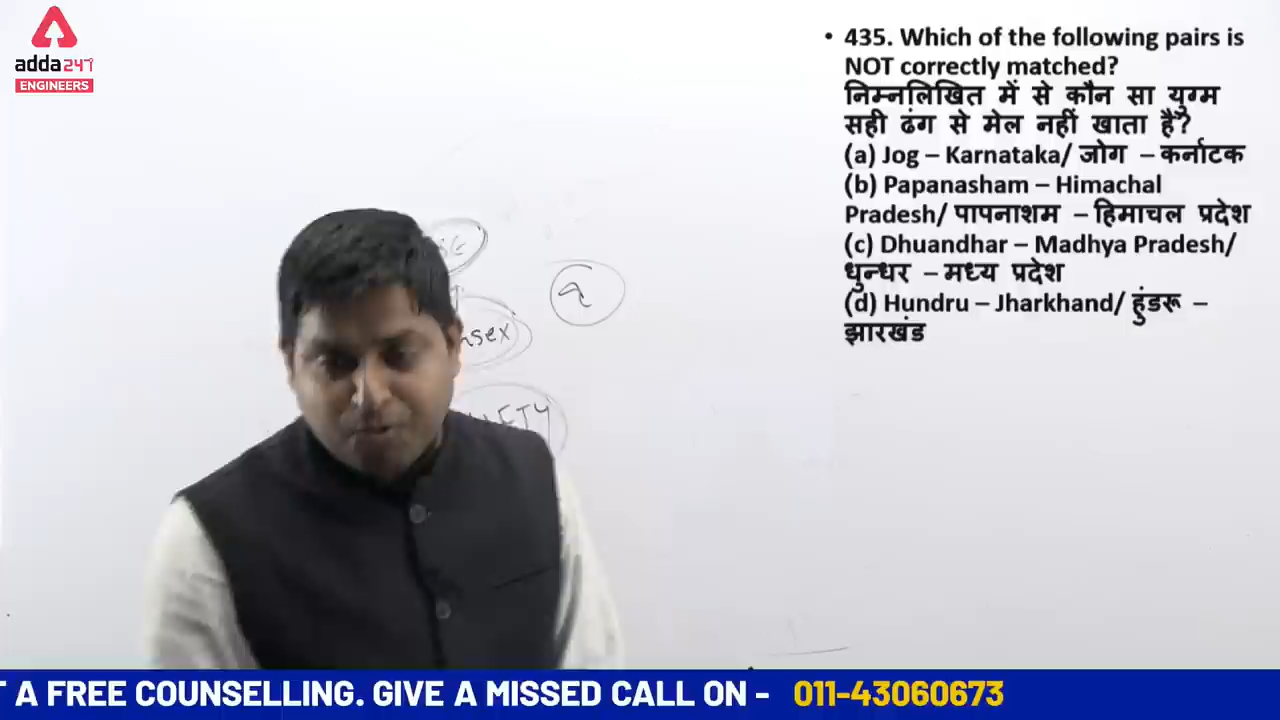 adda247
ENGINEERS
• 435. Which of the following pairs is
NOT correctly matched?
निम्नलिखित में से कौन सा युग्म
सही ढंग से मेल नहीं खाता है?
(a) Jog – Karnataka/ जोग – कर्नाटक
(b) Papanasham – Himachal
Pradesh/ पापनाशम – हिमाचल प्रदेश
(c) Dhuandhar – Madhya Pradesh/
धुन्धर – मध्य प्रदेश
(d) Hundru – Jharkhand/ हुंडरू –
झारखंड
A FREE COUNSELLING. GIVE A MISSED CALL ON - 011-43060673